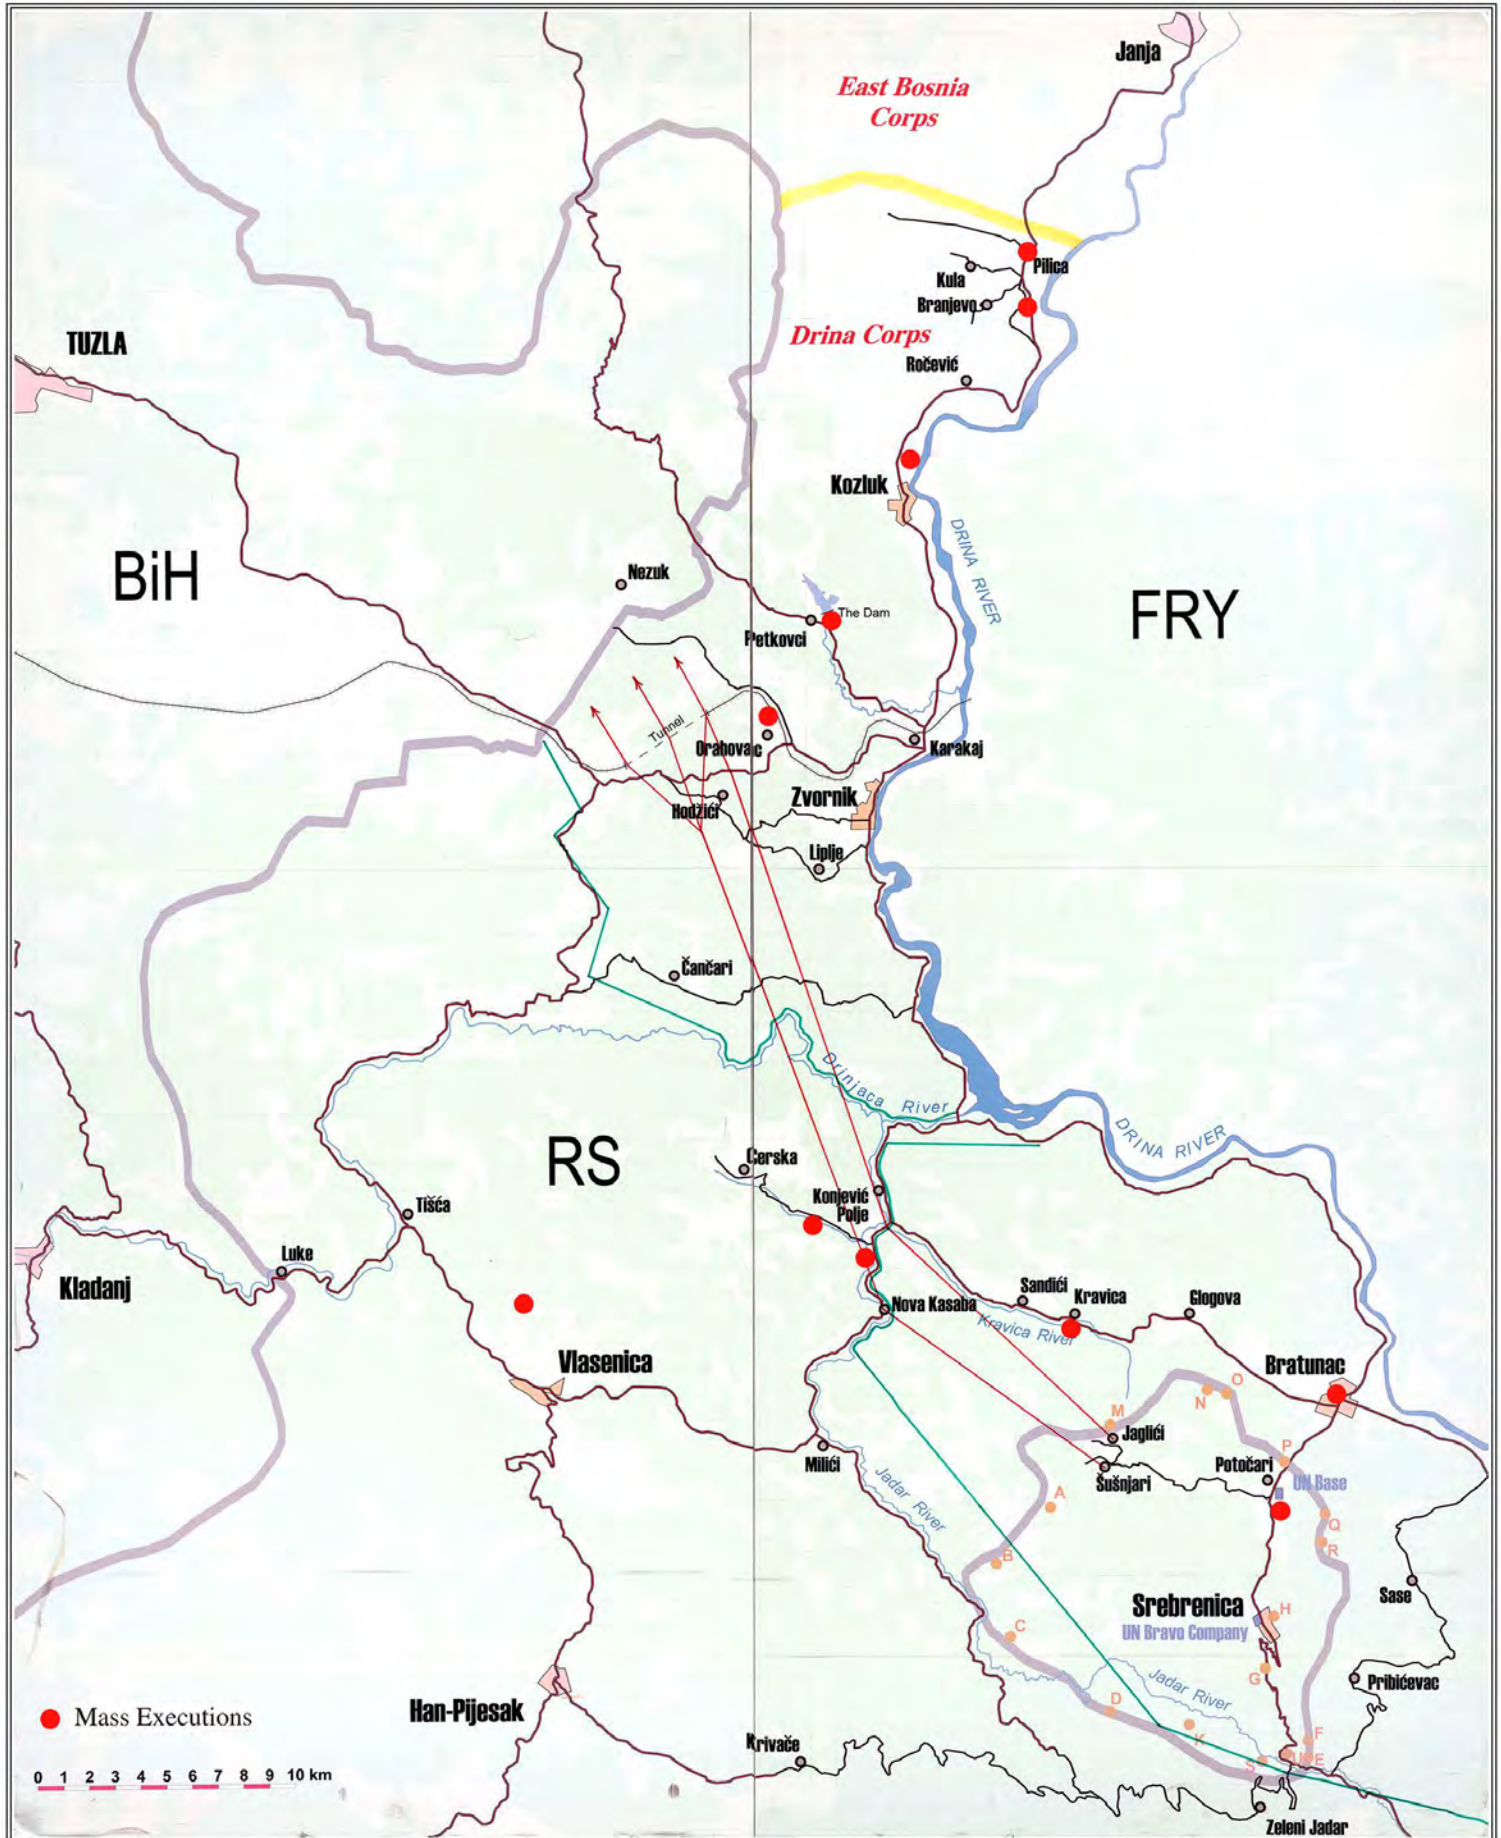 Janja
East Bosnia
Corps
Pilica
Kula
Branjevo
Drina Corps
TUZLA
Ročević
Kozluk
DRINA RIVER
BiH
Nezuk
FRY
The Dam
Petkovci
Tunnel
Orahovac
Karakaj
Hodžići
Zvornik
Liplje
Čančari
Drinjaca River
DRINA RIVER
RS
Cerska
Konjević
Polje
Tišća
Luke
Kladanj
Sandići
Kravica
Glogova
Nova Kasaba
Kravica River
Vlasenica
Bratunac
O
N
M
Jaglići
Milići
P
Potočari
Šušnjari
UN Base
Jadar River
A
Q
R
B
Sase
Srebrenica
H
UN Bravo Company
C
G
Jadar River
Pribićevac
D
Han-Pijesak
K
F
Mass Executions
Krivače
S
U
E
0 1 2 3 4 5 6 7 8 9 10 km
Zeleni Jadar